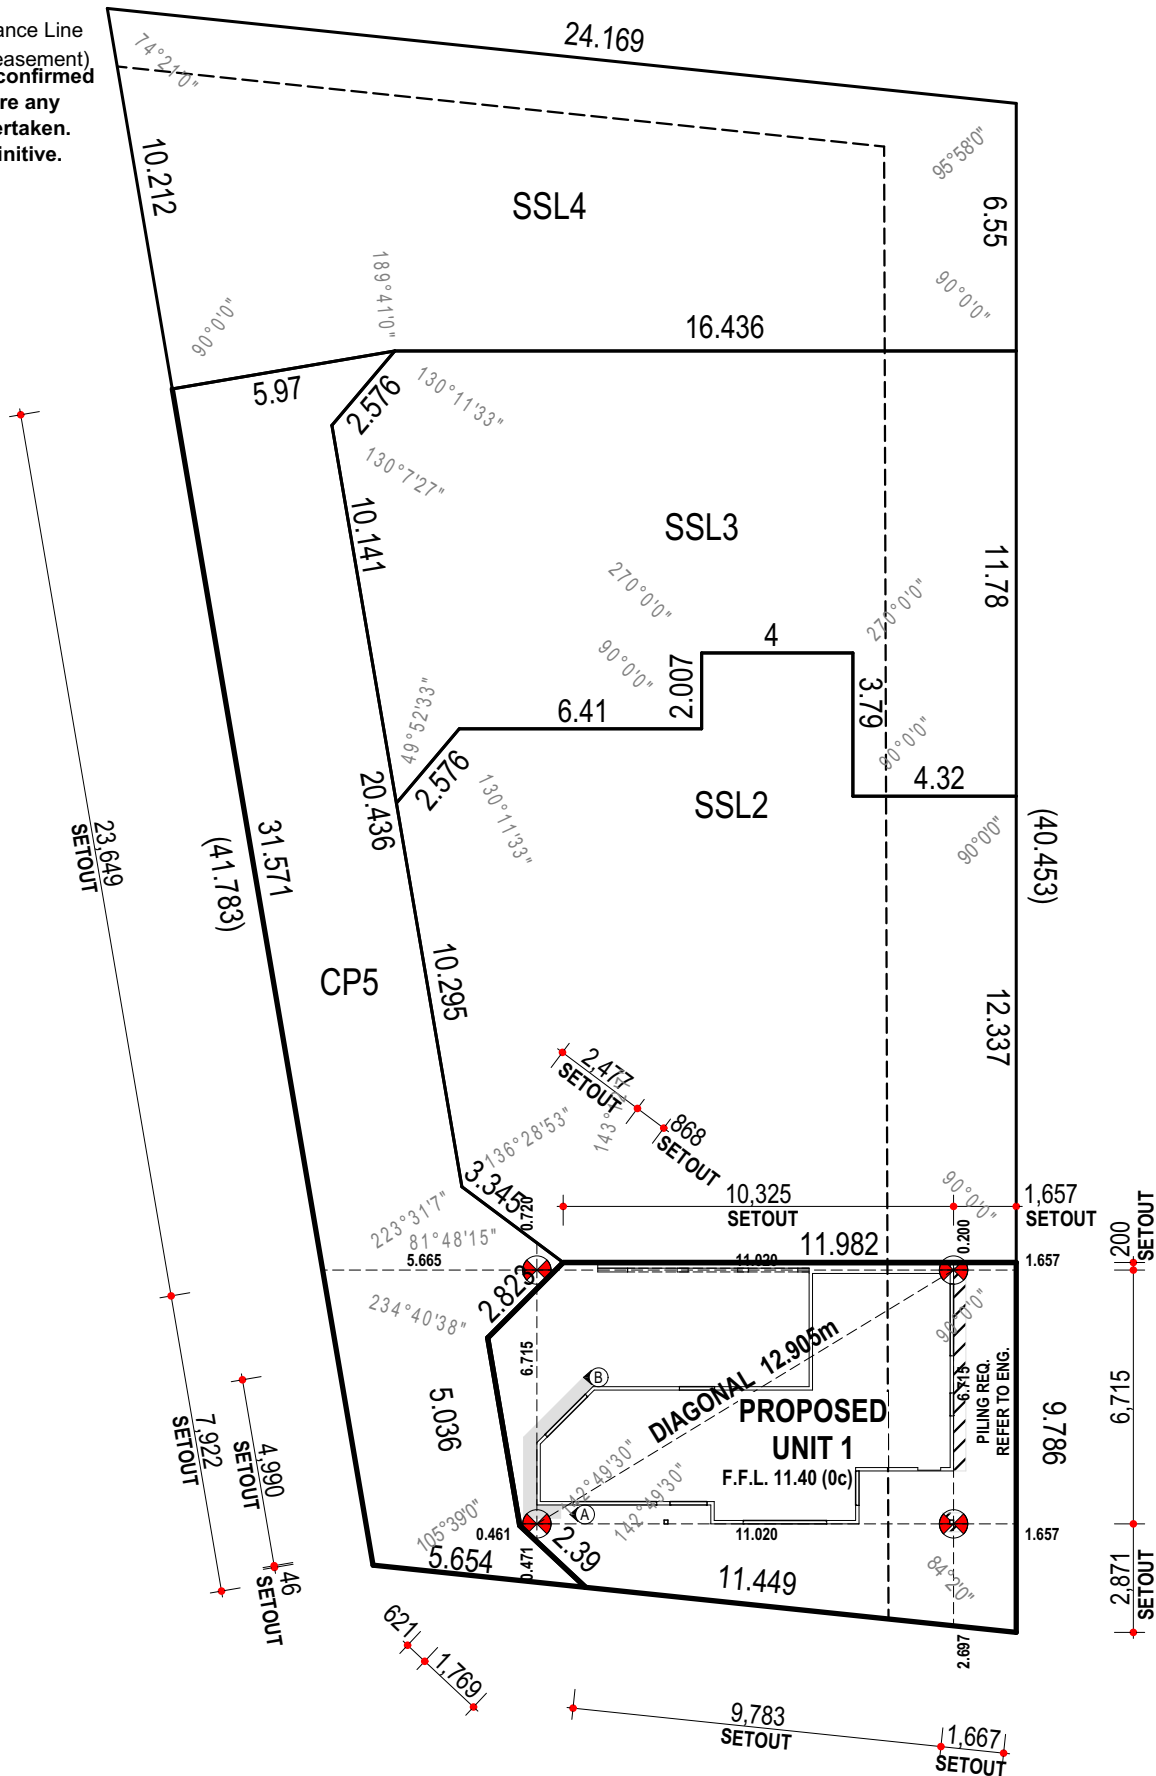 ance Line
easement)
confirmed
re any
ertaken.
initive.
24.169
74°21'0"
95°58'0"
10.212
SSL4
6.55
189°41'0"
90°0'0"
90°0'0"
16.436
5.97
2.576
130°11'33"
130°7'27"
10.141
SSL3
11.78
270°0'0"
270°0'0"
90°0'0"
4
2.007
3.79
6.41
49°52'33"
90°0'0"
2.576
4.32
130°11'33"
SSL2
20.436
90°0'0"
(40.453)
23,649
SETOUT
31.571
(41.783)
CP5
10.295
12.337
2,477
SETOUT
868
SETOUT
136°28'53"
3.345
0.720
10,325
SETOUT
90°0'0"
1,657
SETOUT
223°31'7"
81°48'15"
11.982
0.200
200
SETOUT
5.665
11.020
1.657
2.823
234°40'38"
6.715
90°0'0"
B
DIAGONAL 12.905m
PROPOSED
UNIT 1
F.F.L. 11.40 (0c)
6.715
PILING REQ.
REFER TO ENG.
9.786
6,715
5.036
7,922
SETOUT
4,990
SETOUT
142°49'30"
142°49'30"
A
105°39'0"
0.461
0.471
2.39
11.020
1.657
5.654
46
SETOUT
11.449
84°2'0"
2,871
SETOUT
2.697
621
1,769
9,783
SETOUT
1,667
SETOUT